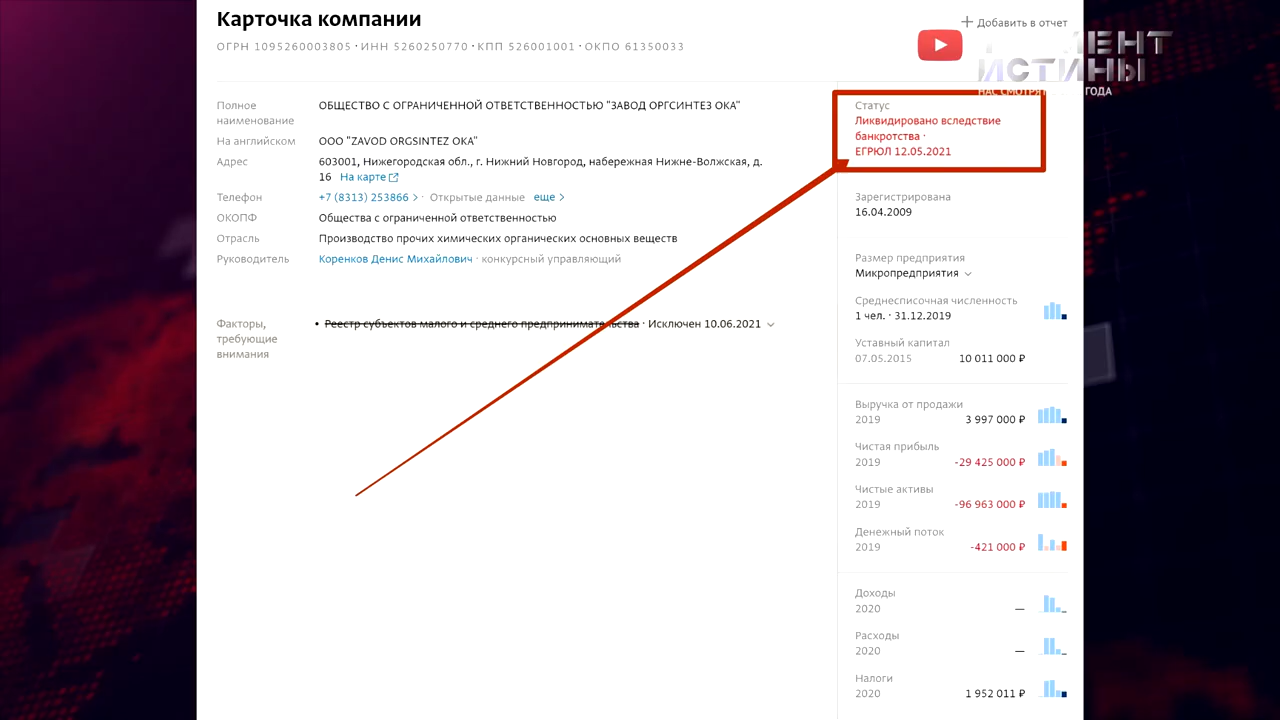 Карточка компании
ОГРН 1095260003805 · ИНН 5260250770 · КПП 526001001 · ОКПО 61350033
Добавить в отчет
ИСТИНЫ
Полное наименование
ОБЩЕСТВО С ОГРАНИЧЕННОЙ ОТВЕТСТВЕННОСТЬЮ "ЗАВОД ОРГСИНТЕЗ ОКА"
На английском
ООО "ZAVOD ORGSINTEZ OKA"
Адрес
603001, Нижегородская обл., г. Нижний Новгород, набережная Нижне-Волжская, д.
16 На карте
Телефон
+7 (8313) 253866 · Открытые данные еще
ОКОПФ
Общества с ограниченной ответственностью
Отрасль
Производство прочих химических органических основных веществ
Руководитель
Коренков Денис Михайлович · конкурсный управляющий
Факторы,
требующие
внимания
• Реестр субъектов малого и среднего предпринимательства · Исключен 10.06.2021
Статус
Ликвидировано вследствие
банкротства ·
ЕГРЮЛ 12.05.2021
Зарегистрирована
16.04.2009
Размер предприятия
Микропредприятия
Среднесписочная численность
1 чел. · 31.12.2019
Уставный капитал
07.05.2015 10 011 000 ₽
Выручка от продажи
2019 3 997 000 ₽
Чистая прибыль
2019 -29 425 000 ₽
Чистые активы
2019 -96 963 000 ₽
Денежный поток
2019 -421 000 ₽
Доходы
2020 —
Расходы
2020 —
Налоги
2020 1 952 011 ₽